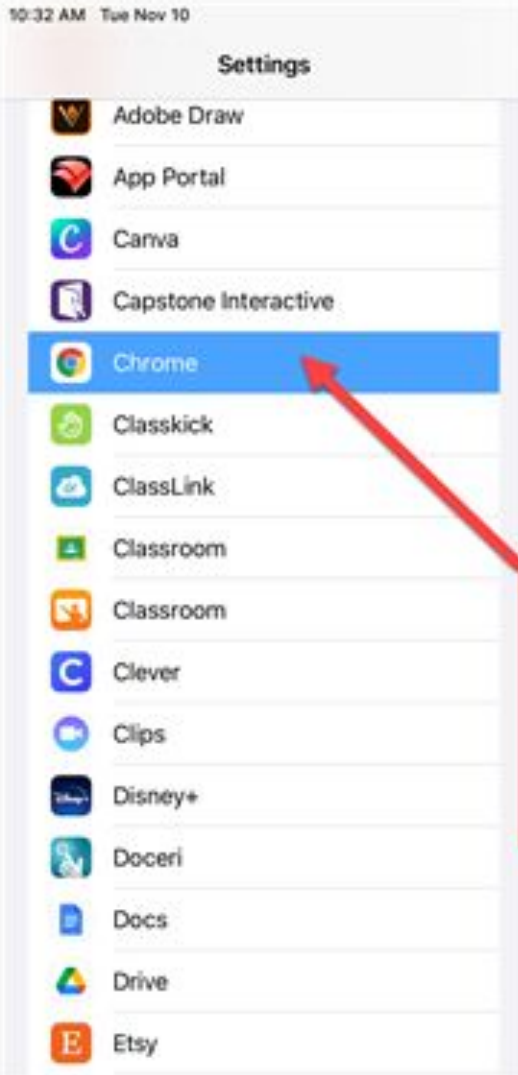 10:32 AM Tue Nov 10
Settings
Adobe Draw
App Portal
Canva
Capstone Interactive
Chrome
Classkick
ClassLink
Classroom
Classroom
Clever
Clips
Disney+
Doceri
Docs
Drive
Etsy